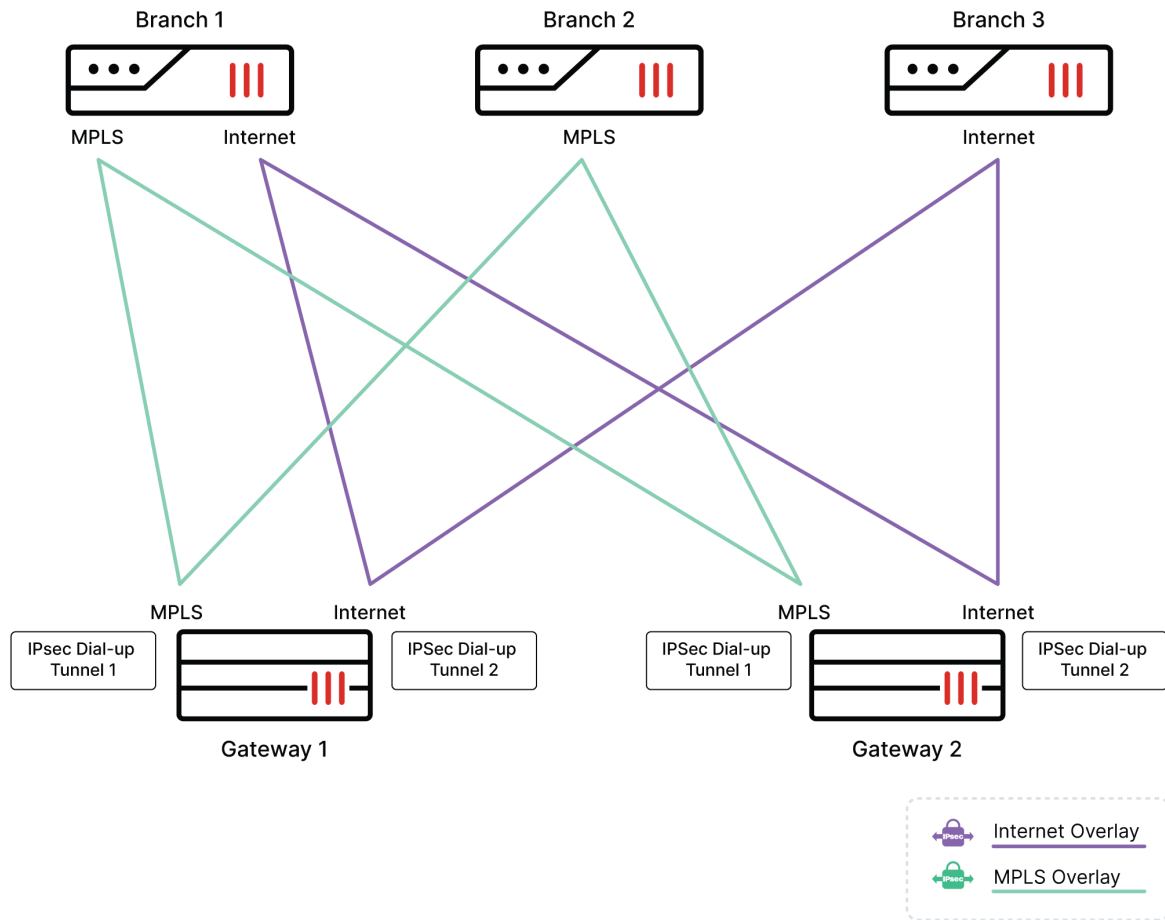 Branch 1
Branch 2
Branch 3
MPLS
Internet
MPLS
Internet
MPLS
Internet
MPLS
Internet
IPsec Dial-up
Tunnel 1
IPSec Dial-up
Tunnel 2
IPSec Dial-up
Tunnel 1
IPSec Dial-up
Tunnel 2
Gateway 1
Gateway 2
IPsec
Internet Overlay
IPsec
MPLS Overlay